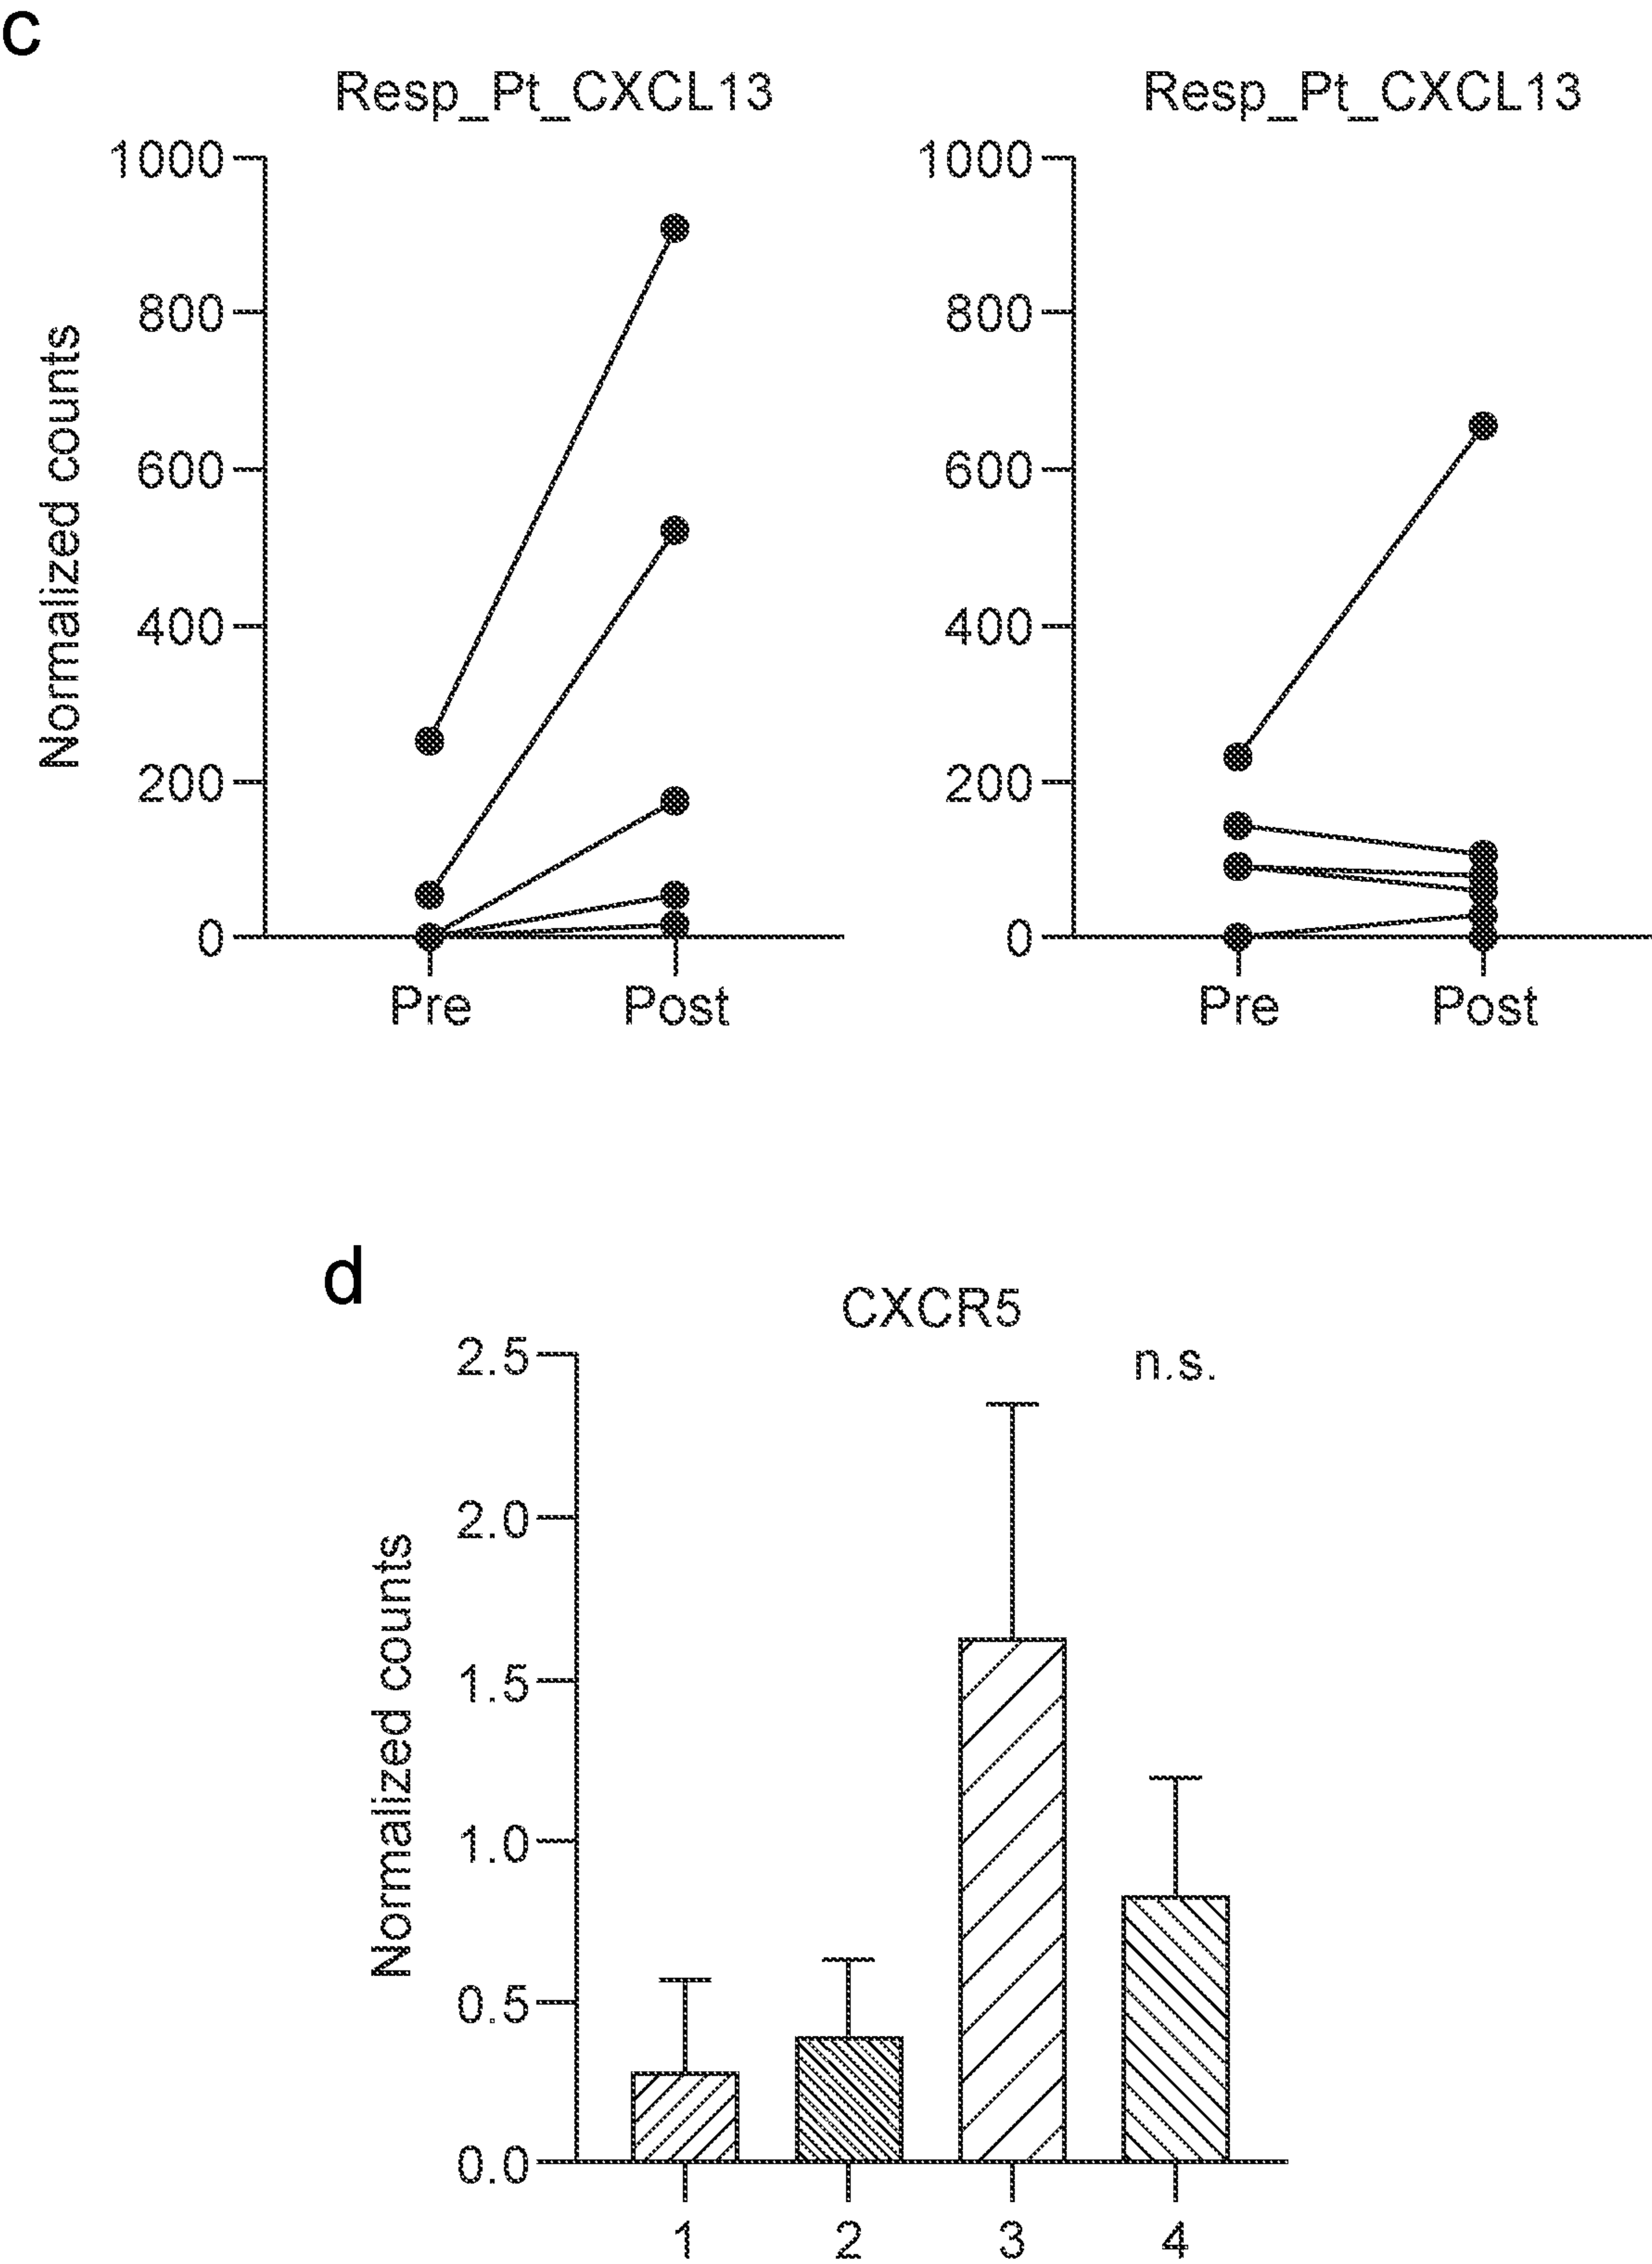 c
Resp_Pt_CXCL13
Resp_Pt_CXCL13
Normalized counts
1000
800
600
400
200
0
Pre
Post
1000
800
600
400
200
0
Pre
Post
d
CXCR5
n.s.
Normalized counts
2.5
2.0
1.5
1.0
0.5
0.0
1
2
3
4